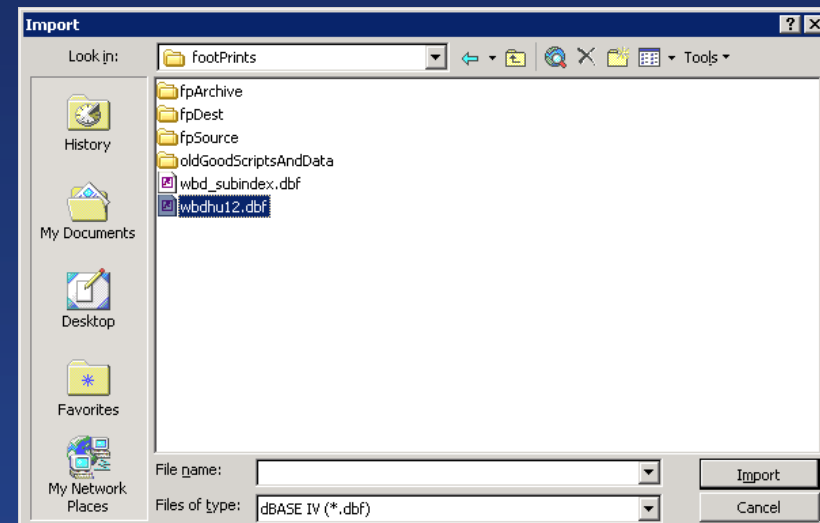 Import
Look in: footPrints Tools
fpArchive
fpDest
fpSource
oldGoodScriptsAndData
wbd_subindex.dbf
wbdhu12.dbf
History
My Documents
Desktop
Favorites
My Network
Places
File name: Import
Files of type: dBASE IV (*.dbf) Cancel